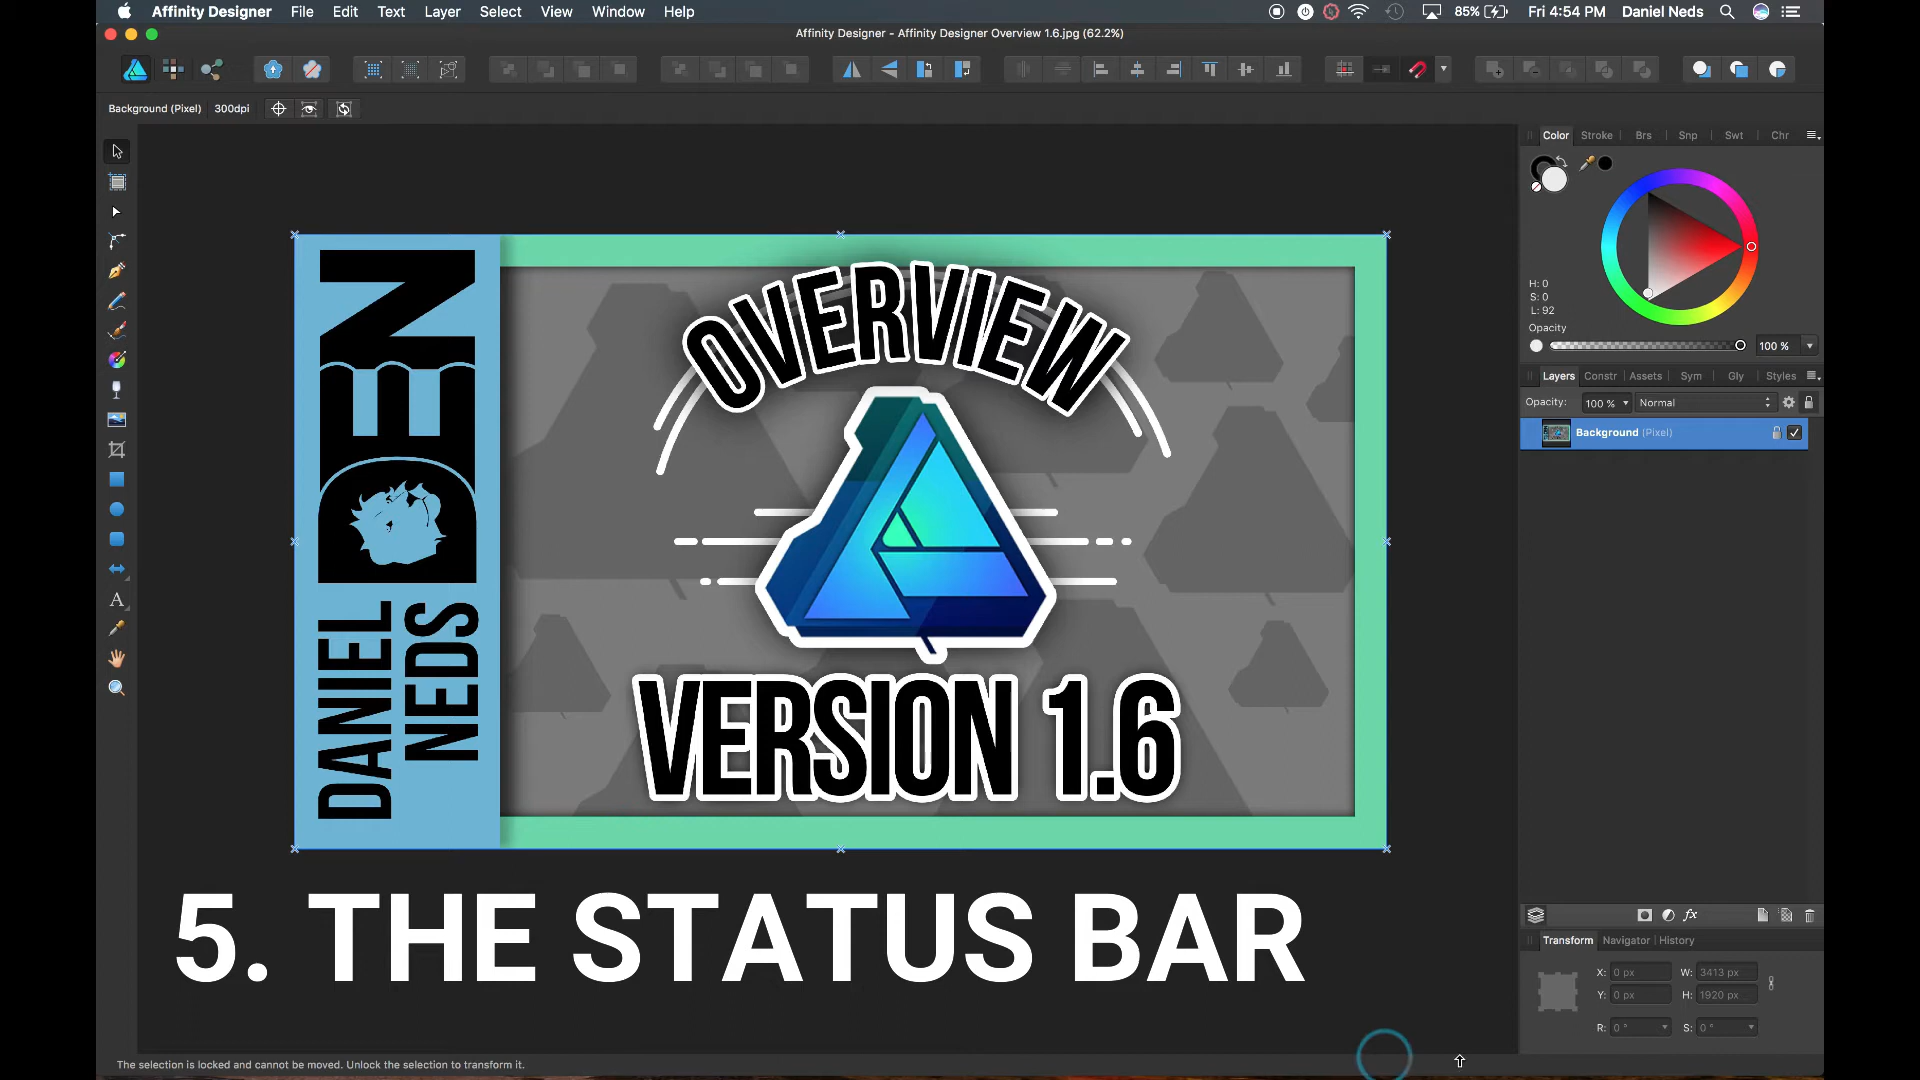 Affinity Designer File Edit Text Layer Select View Window Help 85% Fri 4:54 PM Daniel Neds
Affinity Designer - Affinity Designer Overview 1.6.jpg (62.2%)
Background (Pixel) 300dpi
Color Stroke Brs Snp Swt Chr
H: 0
S: 0
L: 92
Opacity
100 %
Layers Constr Assets Sym Gly Styles
Opacity: 100 % Normal
Background (Pixel)
DEN
DANIEL
NEDS
OVERVIEW
VERSION 1.6
5. THE STATUS BAR
fx
Transform Navigator History
X: 0 px W: 3413 px
Y: 0 px H: 1920 px
R: 0 ° S: 0 °
A
The selection is locked and cannot be moved. Unlock the selection to transform it.